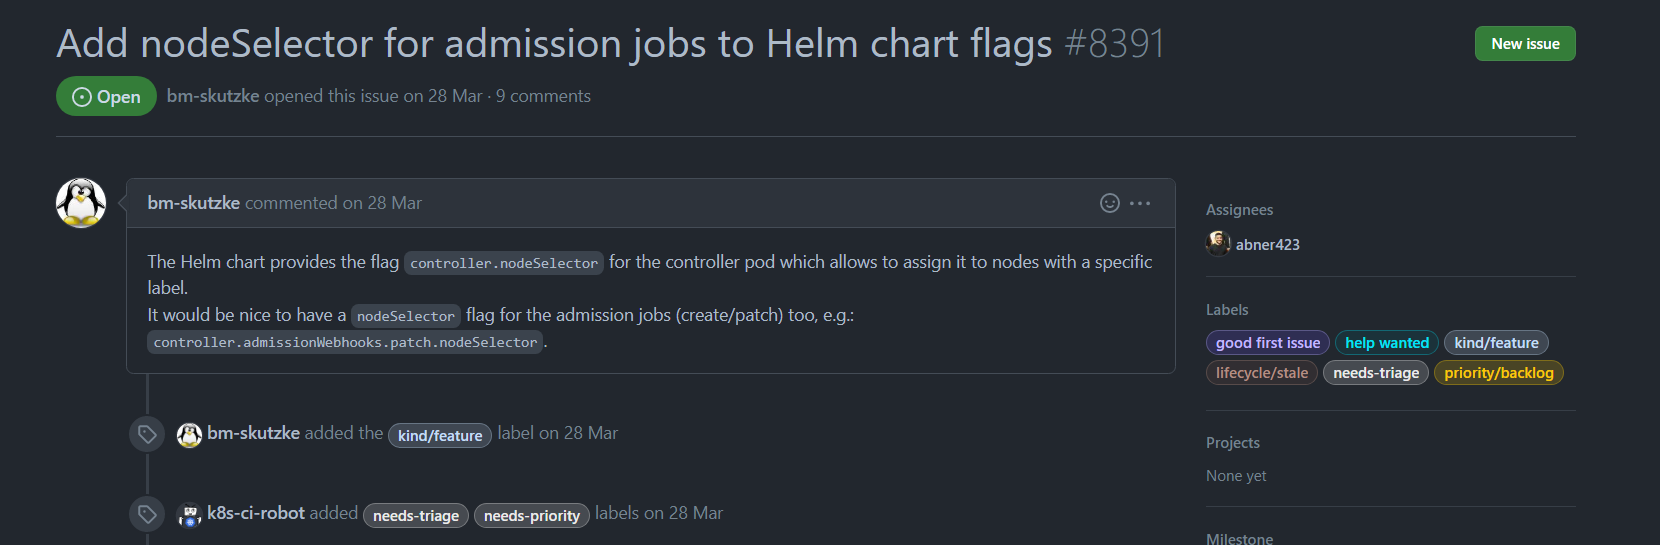 Add nodeSelector for admission jobs to Helm chart flags #8391
New issue
Open
bm-skutzke opened this issue on 28 Mar · 9 comments
bm-skutzke commented on 28 Mar
The Helm chart provides the flag controller.nodeSelector for the controller pod which allows to assign it to nodes with a specific
label.
It would be nice to have a nodeSelector flag for the admission jobs (create/patch) too, e.g.:
controller.admissionWebhooks.patch.nodeSelector.
bm-skutzke added the kind/feature label on 28 Mar
k8s-ci-robot added needs-triage needs-priority labels on 28 Mar
Assignees
abner423
Labels
good first issue help wanted kind/feature
lifecycle/stale needs-triage priority/backlog
Projects
None yet
Milestone